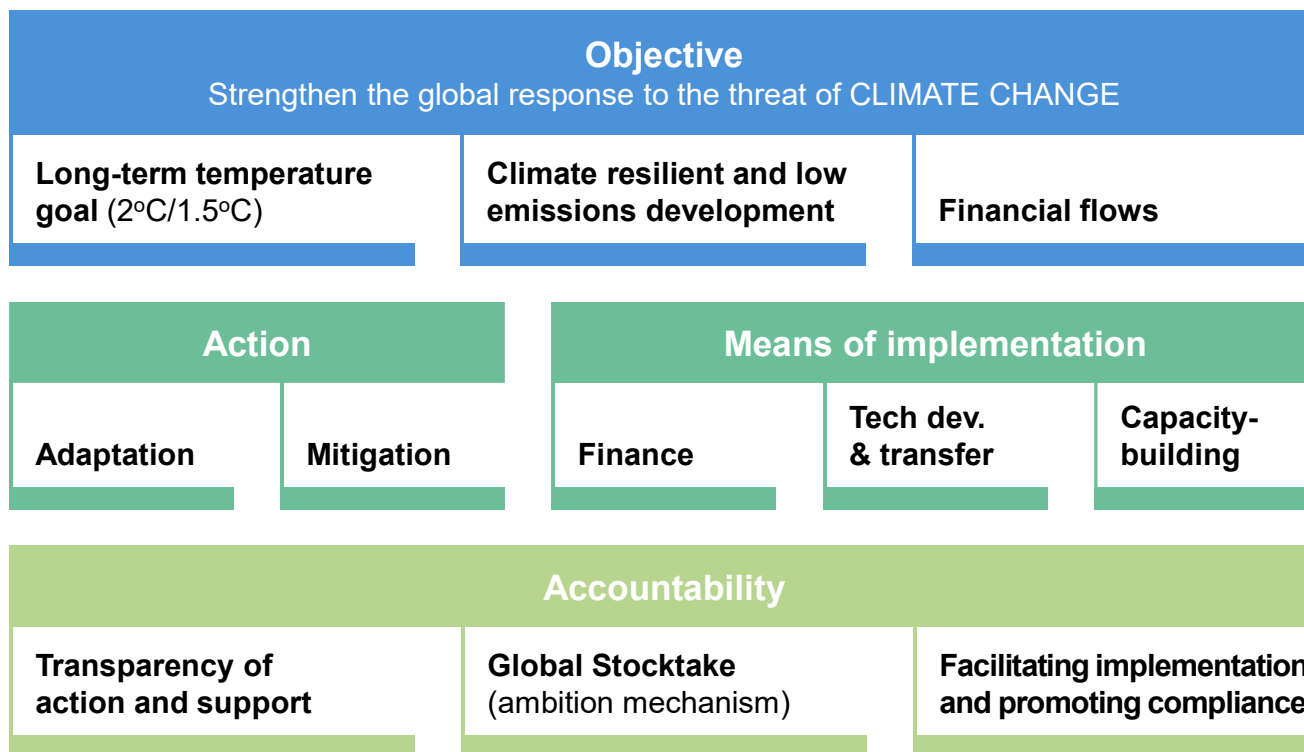 Objective
Strengthen the global response to the threat of CLIMATE CHANGE
Long-term temperature
goal (2°C/1.5°C)
Climate resilient and low
emissions development
Financial flows
Action
Means of implementation
Adaptation
Mitigation
Finance
Tech dev.
& transfer
Capacity-
building
Accountability
Transparency of
action and support
Global Stocktake
(ambition mechanism)
Facilitating implementation
and promoting compliance